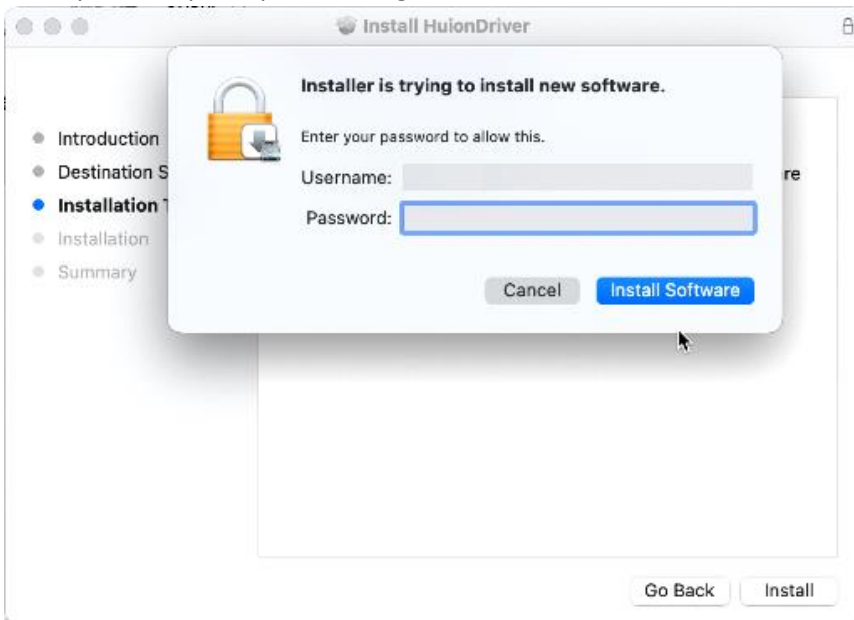 Install HuionDriver
Installer is trying to install new software.
Enter your password to allow this.
Introduction
Destination S
re
Username:
Installation
Password:
Installation
Summary
Cancel
Install Software
Go Back
Install